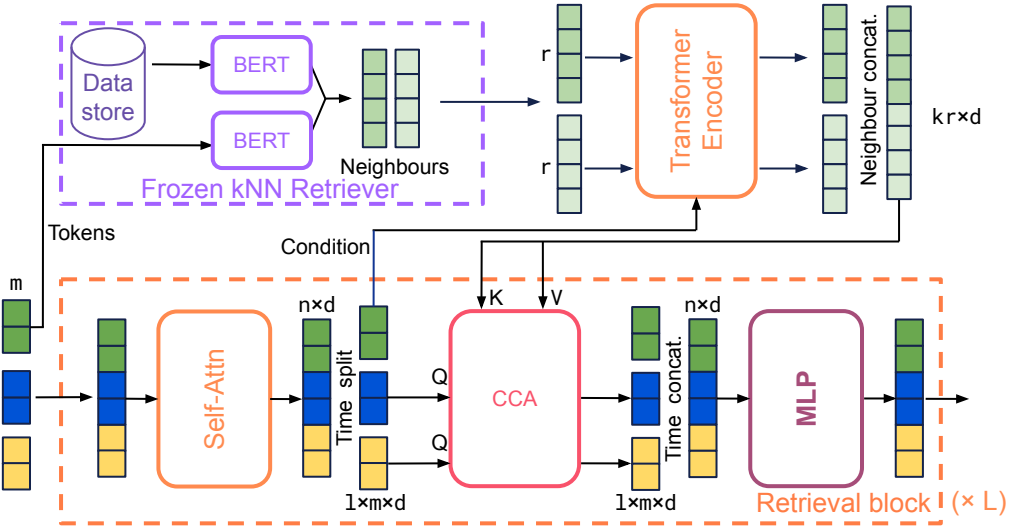 Data
store
BERT
BERT
Neighbours
Frozen kNN Retriever
r
r
Transformer
Encoder
Neighbour concat.
kr×d
Tokens
Condition
m
n×d
K
V
n×d
Self-Attn
Time split
Q
Q
CCA
Time concat.
MLP
l×m×d
l×m×d
Retrieval block
(× L)